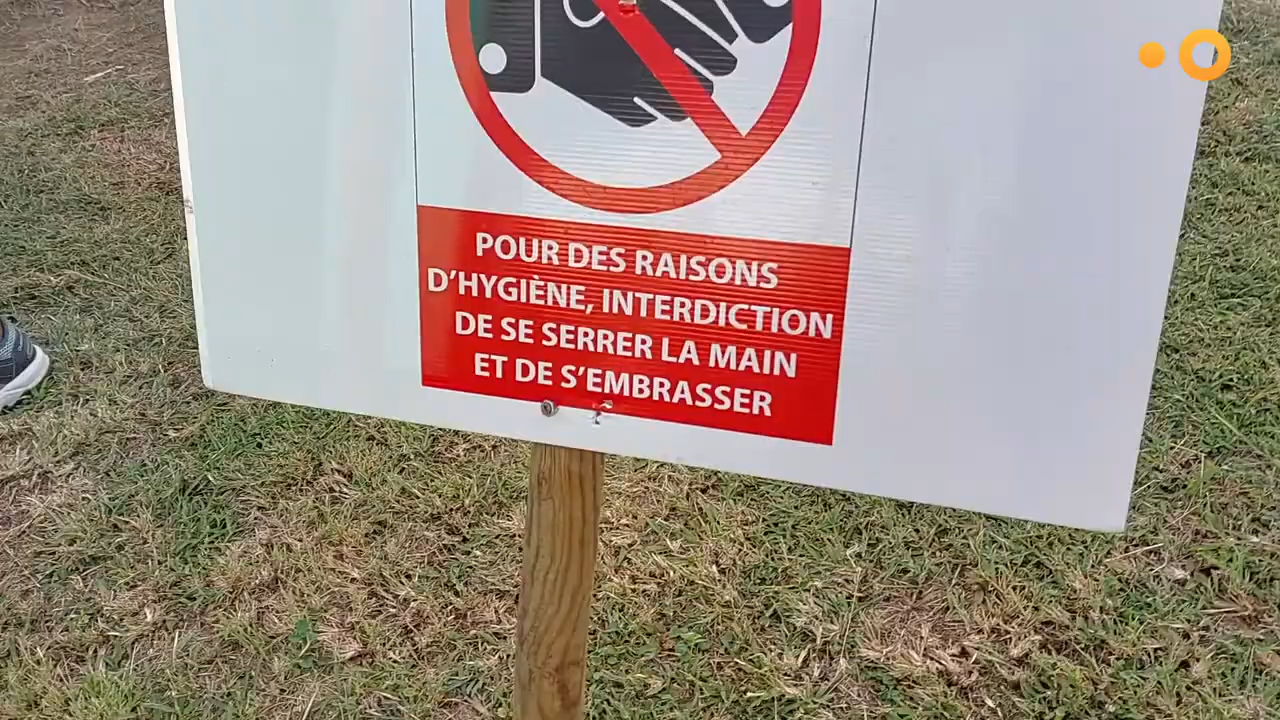 POUR DES RAISONS
D'HYGIÈNE, INTERDICTION
DE SE SERRER LA MAIN
ET DE S'EMBRASSER